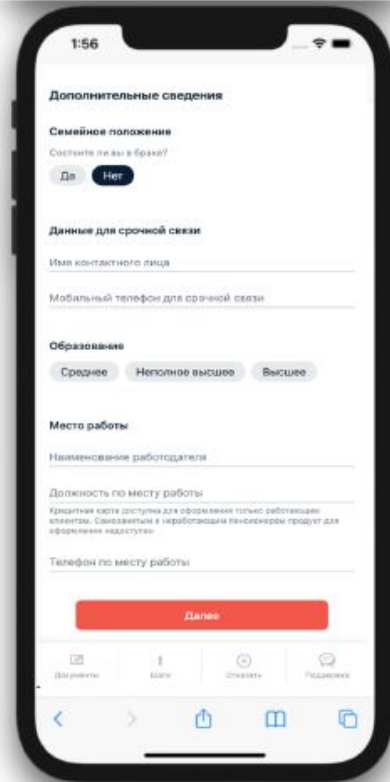 1:56
Дополнительные сведения
Семейное положение
Состоите ли вы в браке?
Да Нет
Данные для срочной связи
Имя контактного лица
Мобильный телефон для срочной связи
Образование
Среднее Неполное высшее Высшее
Место работы
Наименование работодателя
Должность по месту работы
Кредитная карта доступна для оформления только работающим
клиентам. Самозанятым и неработающим пенсионерам продукт для
оформления недоступен
Телефон по месту работы
Далее
Документы Шаги Отказать Поддержка